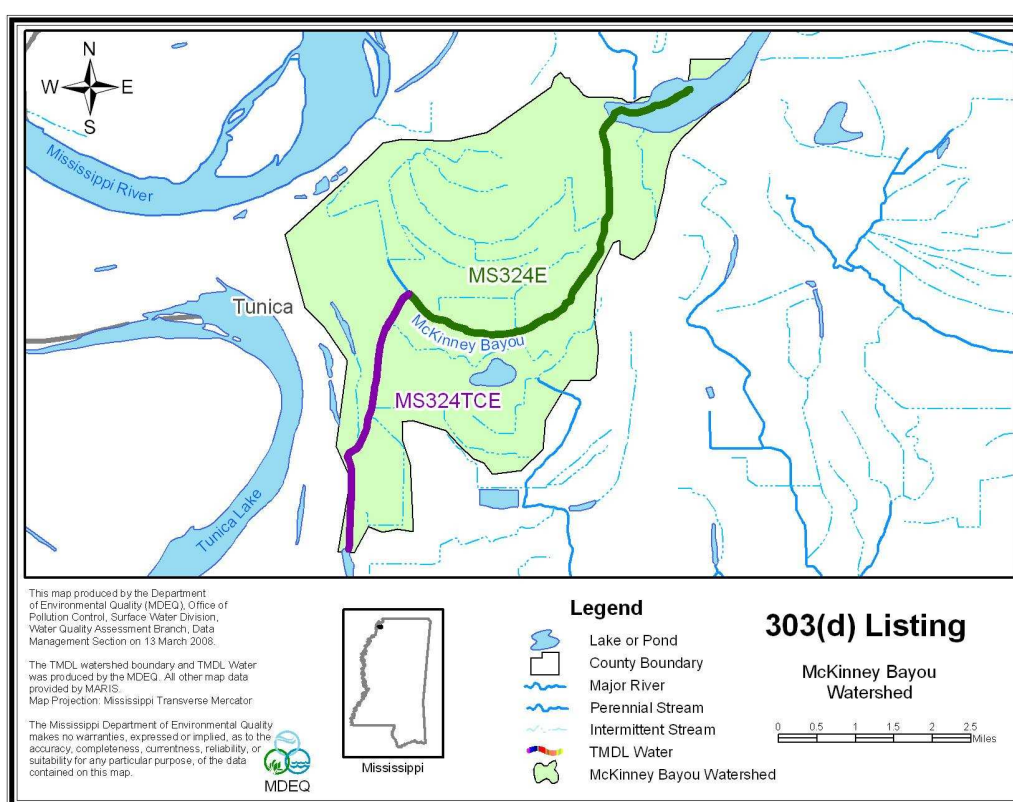 N
W E
S
Mississippi River
MS324E
Tunica
McKinney Bayou
MS324TCE
Tunica Lake
This map produced by the Department
of Environmental Quality (MDEQ), Office of
Pollution Control, Surface Water Division,
Water Quality Assessment Branch, Data
Management Section on 13 March 2008.
The TMDL watershed boundary and TMDL Water
was produced by the MDEQ. All other map data
provided by MARIS.
Map Projection: Mississippi Transverse Mercator
The Mississippi Department of Environmental Quality
makes no warranties, expressed or implied, as to the
accuracy, completeness, currentness, reliability, or
suitability for any particular purpose, of the data
contained on this map.
MDEQ
Mississippi
Legend
Lake or Pond
County Boundary
Major River
Perennial Stream
Intermittent Stream
TMDL Water
McKinney Bayou Watershed
303(d) Listing
McKinney Bayou
Watershed
0 0.5 1 1.5 2 2.5
Miles